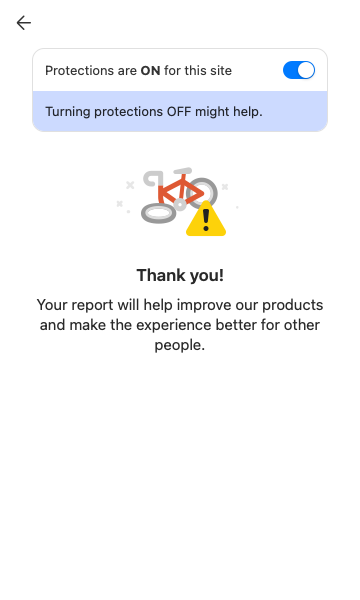 Protections are ON for this site
Turning protections OFF might help.
Thank you!
Your report will help improve our products
and make the experience better for other
people.